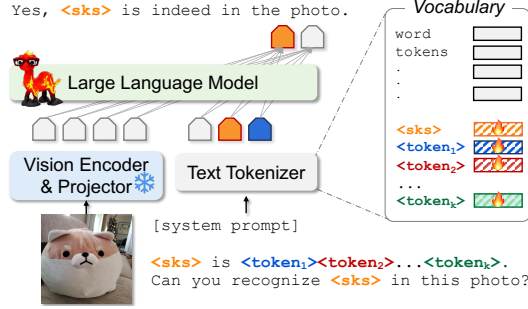 Yes, <sks> is indeed in the photo.
Large Language Model
Vision Encoder
& Projector
Text Tokenizer
[system prompt]
<sks> is <token₁><token₂>...<tokenₖ>.
Can you recognize <sks> in this photo?
Vocabulary
word
tokens
.
.
.
<sks>
<token₁>
<token₂>
...
<tokenₖ>